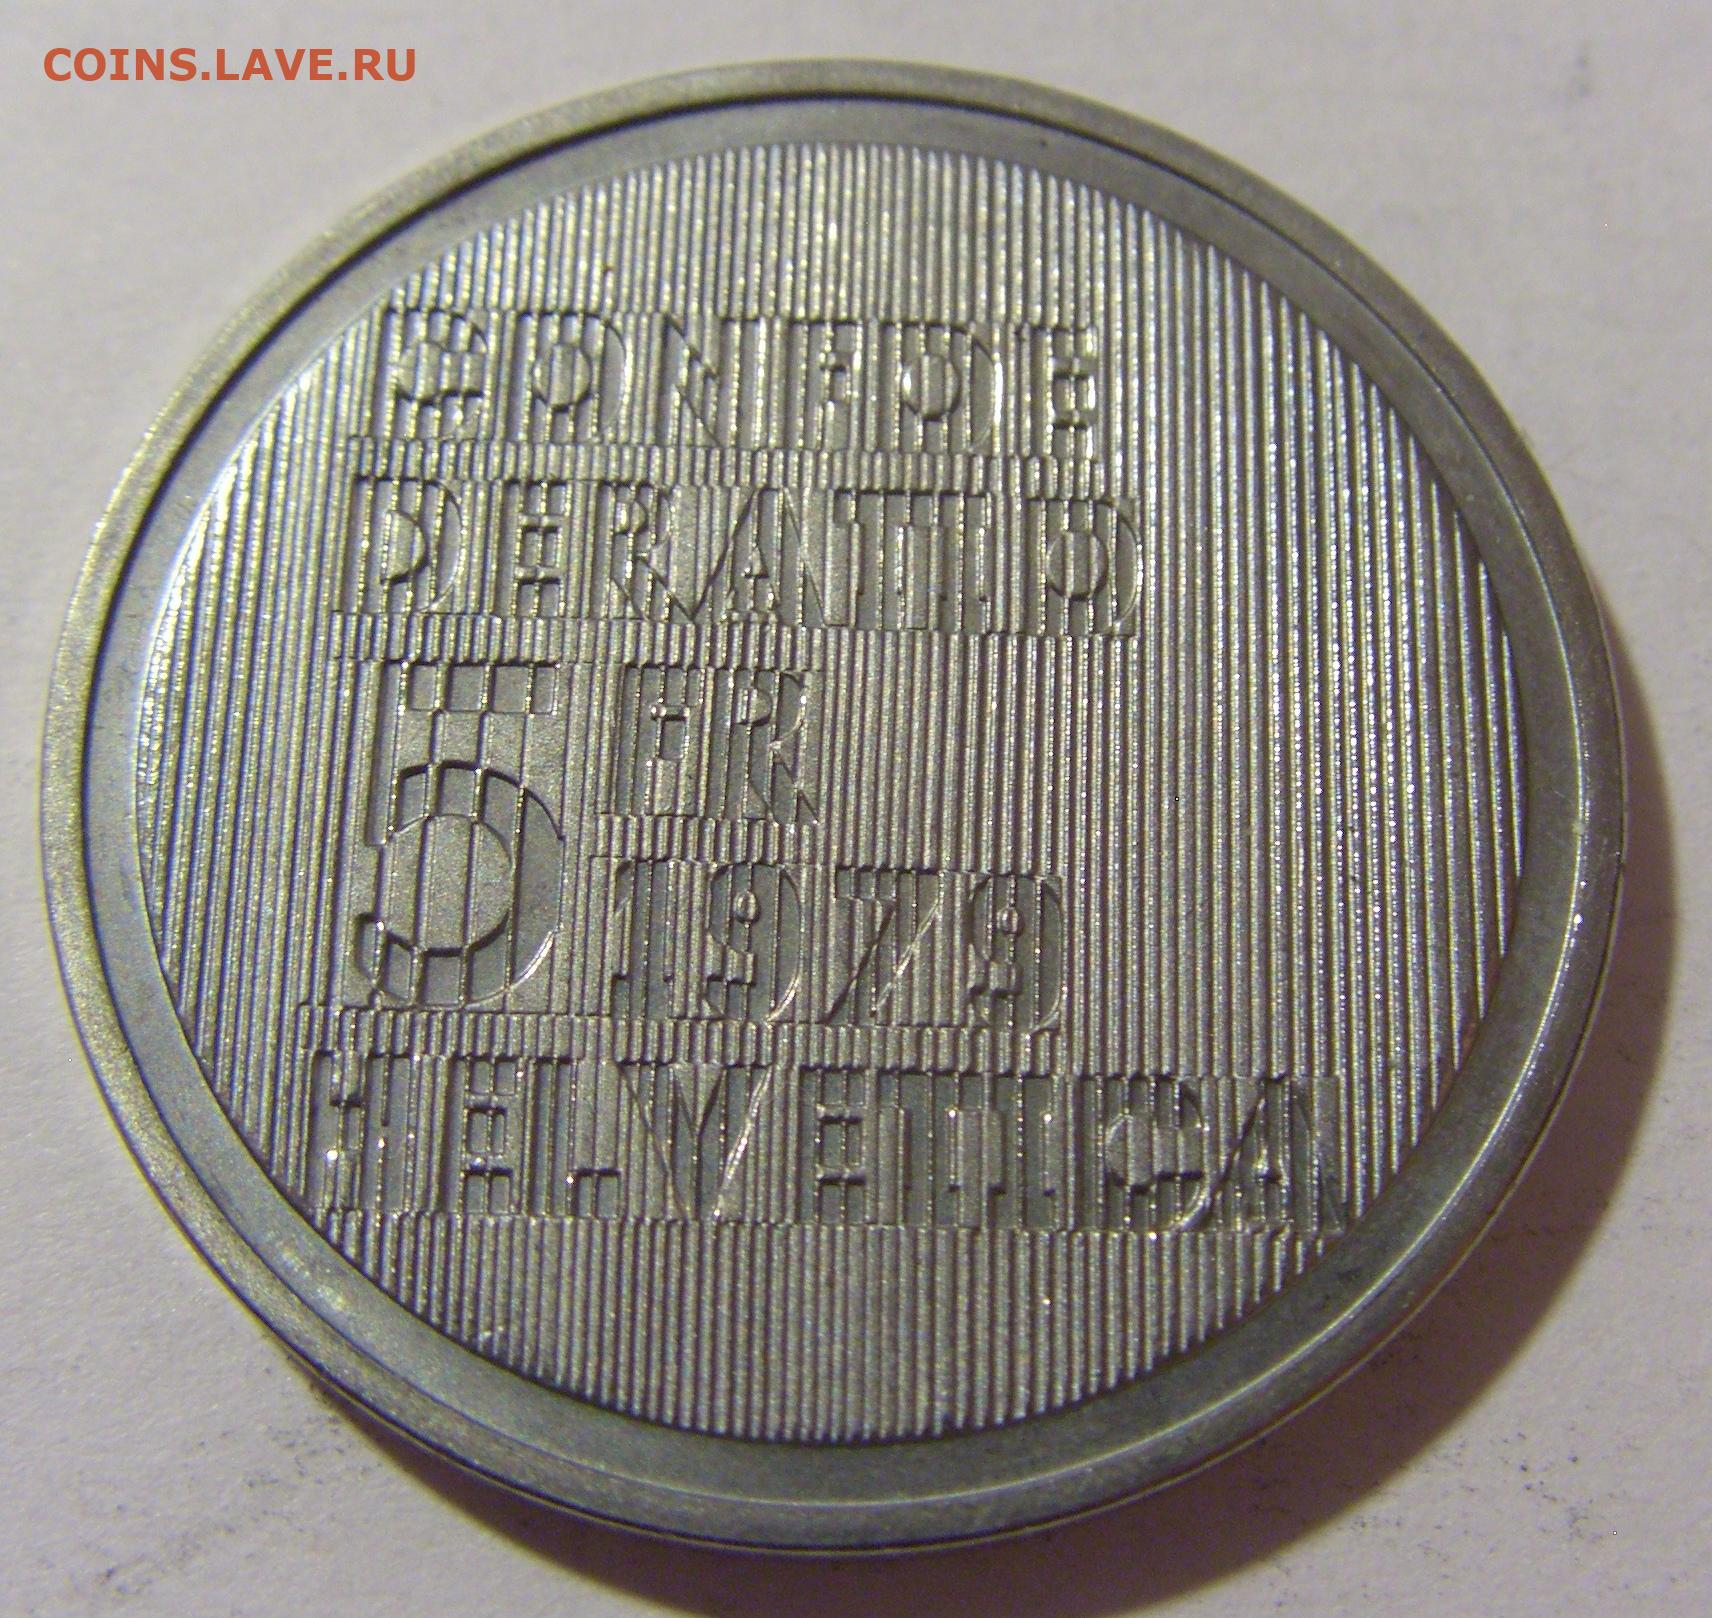 COINS.LAVE.RU
CONFOE
DERATIO
5 FR
1979
HELVETICA